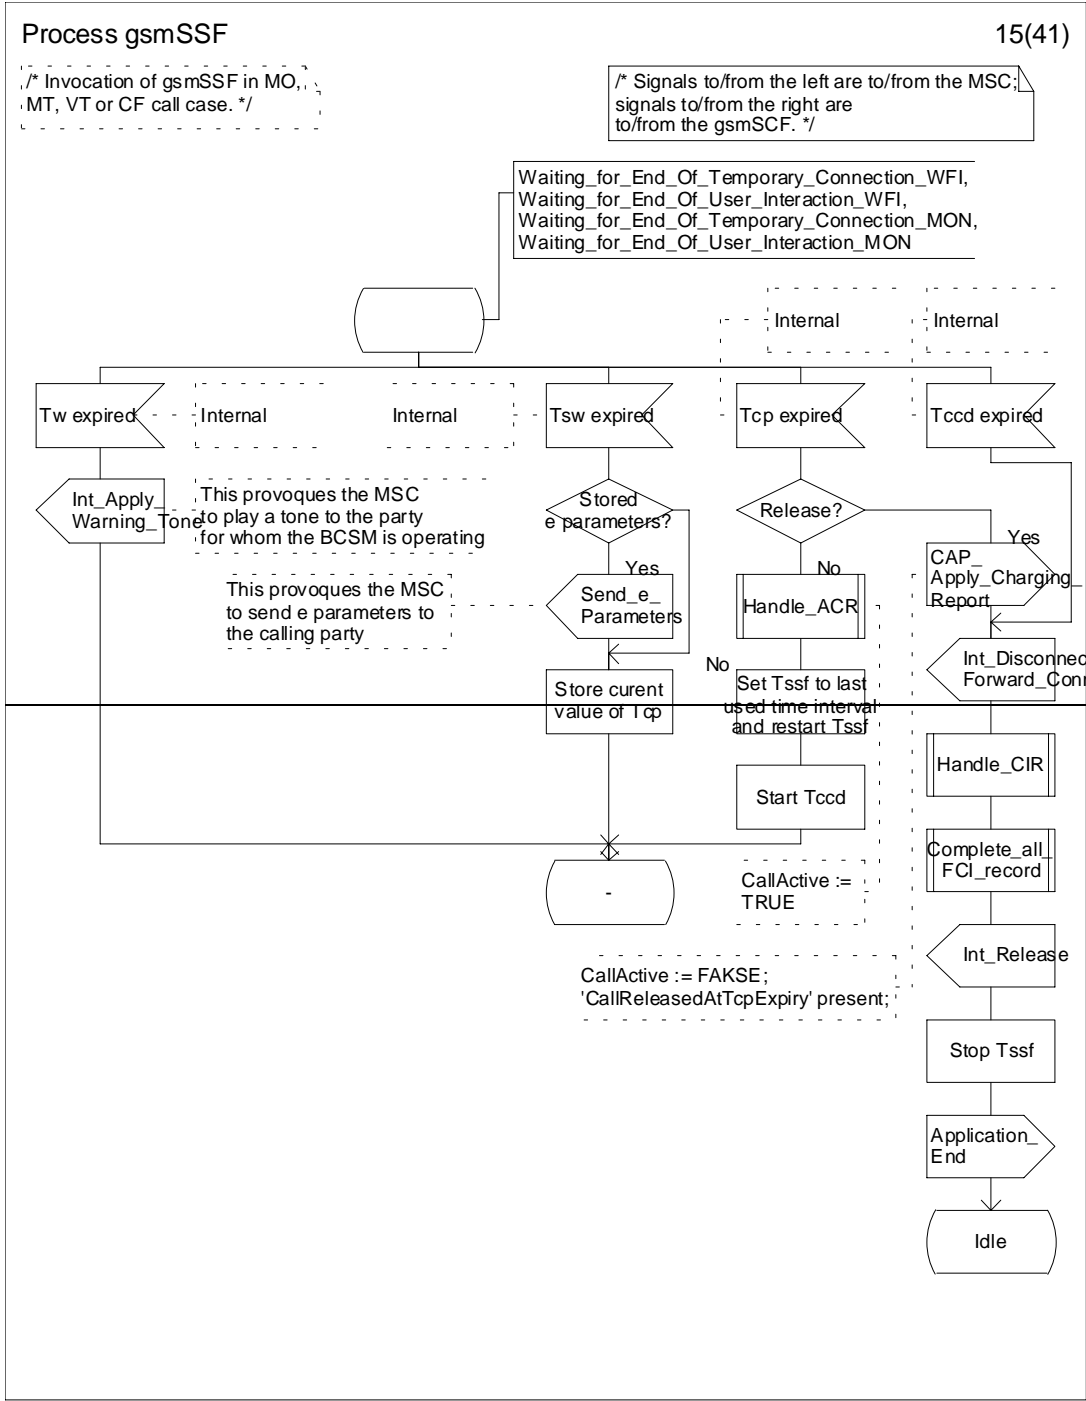 Process gsmSSF
15(41)
/* Invocation of gsmSSF in MO,
MT, VT or CF call case. */
/* Signals to/from the left are to/from the MSC;
signals to/from the right are
to/from the gsmSCF. */
Waiting_for_End_Of_Temporary_Connection_WFI,
Waiting_for_End_Of_User_Interaction_WFI,
Waiting_for_End_Of_Temporary_Connection_MON,
Waiting_for_End_Of_User_Interaction_MON
Internal
Internal
Tw expired
Internal
Internal
Tsw expired
Tcp expired
Tccd expired
Int_Apply_
Warning_Tone
This provoques the MSC
to play a tone to the party
for whom the BCSM is operating
Stored
e parameters?
Release?
Yes
No
Yes
This provoques the MSC
to send e parameters to
the calling party
Send_e_
Parameters
Handle_ACR
CAP_
Apply_Charging_
Report
No
Store curent
value of Tcp
Set Tssf to last
used time interval
and restart Tssf
Int_Disconnec
Forward_Conn
Start Tccd
Handle_CIR
-
CallActive :=
TRUE
Complete_all_
FCI_record
CallActive := FAKSE;
'CallReleasedAtTcpExpiry' present;
Int_Release
Stop Tssf
Application_
End
Idle